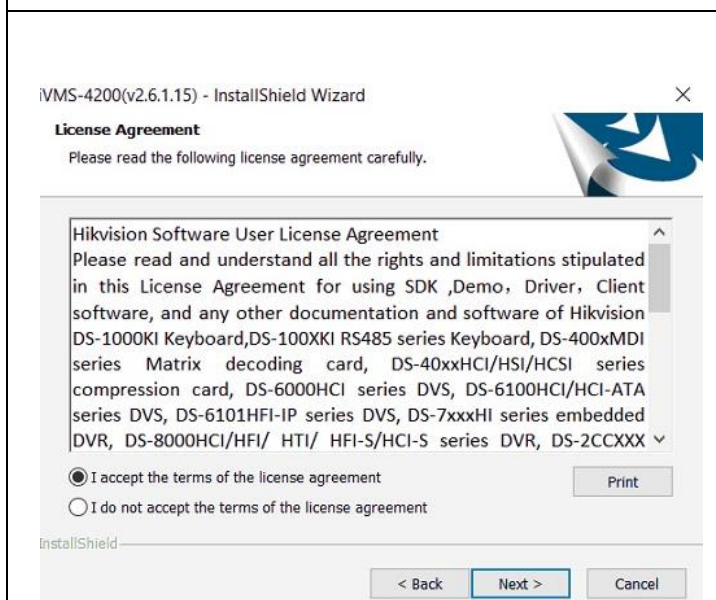 iVMS-4200(v2.6.1.15) - InstallShield Wizard
License Agreement
Please read the following license agreement carefully.
Hikvision Software User License Agreement
Please read and understand all the rights and limitations stipulated
in this License Agreement for using SDK ,Demo，Driver，Client
software, and any other documentation and software of Hikvision
DS-1000KI Keyboard,DS-100XKI RS485 series Keyboard, DS-400xMDI
series Matrix decoding card, DS-40xxHCI/HSI/HCSI series
compression card, DS-6000HCI series DVS, DS-6100HCI/HCI-ATA
series DVS, DS-6101HFI-IP series DVS, DS-7xxxHI series embedded
DVR, DS-8000HCI/HFI/ HTI/ HFI-S/HCI-S series DVR, DS-2CCXXX
I accept the terms of the license agreement
Print
I do not accept the terms of the license agreement
InstallShield
< Back Next > Cancel